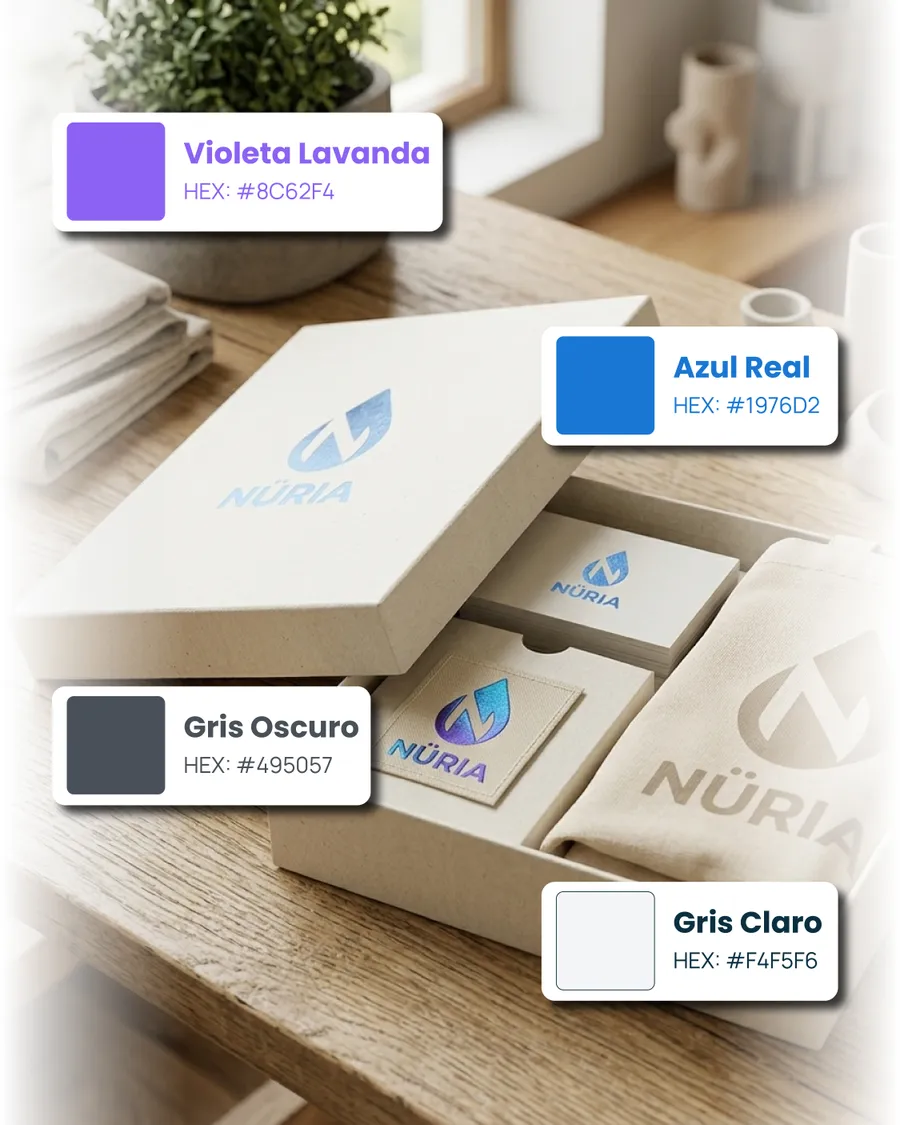 Violeta Lavanda
HEX: #8C62F4
Azul Real
HEX: #1976D2
NÜRIA
NÜRIA
Gris Oscuro
HEX: #495057
NÜRIA
NÜRIA
Gris Claro
HEX: #F4F5F6